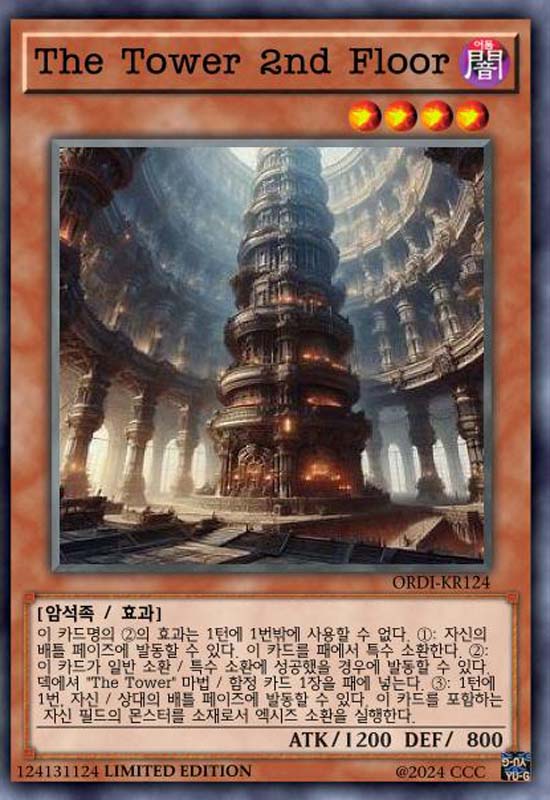 The Tower 2nd Floor
어둠
闇
ORDI-KR124
[암석족 / 효과]
이 카드명의 ②의 효과는 1턴에 1번밖에 사용할 수 없다. ①: 자신의
배틀 페이즈에 발동할 수 있다. 이 카드를 패에서 특수 소환한다. ②:
이 카드가 일반 소환 / 특수 소환에 성공했을 경우에 발동할 수 있다.
덱에서 "The Tower" 마법 / 함정 카드 1장을 패에 넣는다. ③: 1턴에
1번, 자신 / 상대의 배틀 페이즈에 발동할 수 있다. 이 카드를 포함하는
자신 필드의 몬스터를 소재로서 엑시즈 소환을 실행한다.
ATK/1200 DEF/ 800
124131124 LIMITED EDITION
@2024 CCC
YU-G
YU-G